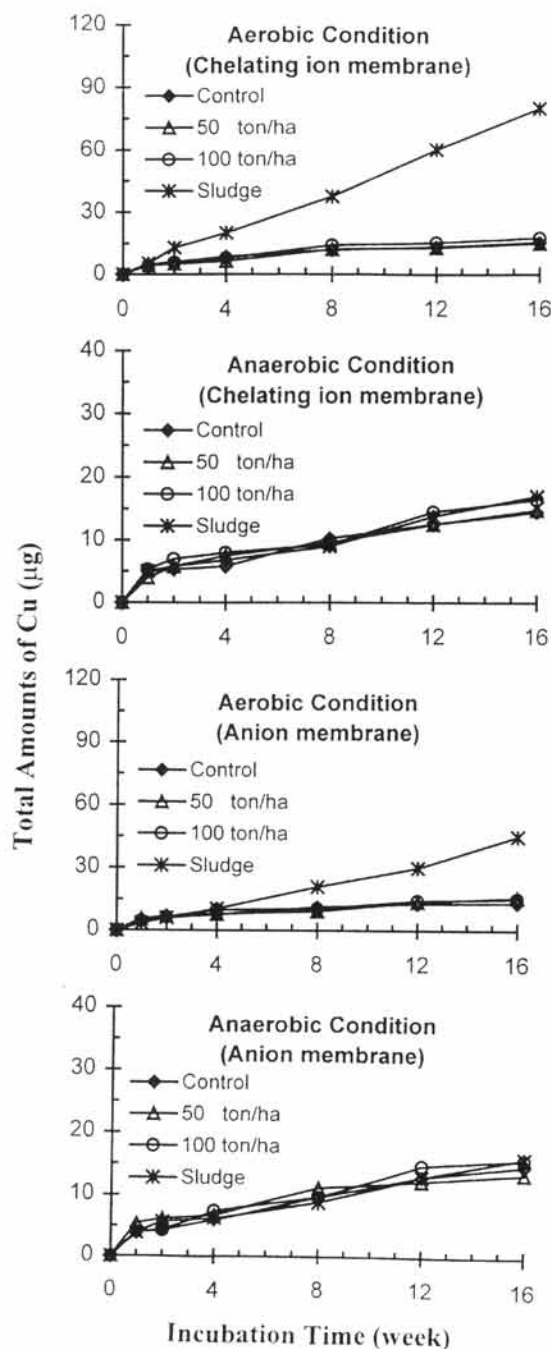 Total Amounts of Cu (µg)
Aerobic Condition
(Chelating ion membrane)
Control
50 ton/ha
100 ton/ha
Sludge
120
90
60
30
0
0 4 8 12 16
Anaerobic Condition
(Chelating ion membrane)
Control
50 ton/ha
100 ton/ha
Sludge
40
30
20
10
0
0 4 8 12 16
Aerobic Condition
(Anion membrane)
Control
50 ton/ha
100 ton/ha
Sludge
120
90
60
30
0
0 4 8 12 16
Anaerobic Condition
(Anion membrane)
Control
50 ton/ha
100 ton/ha
Sludge
40
30
20
10
0
0 4 8 12 16
Incubation Time (week)